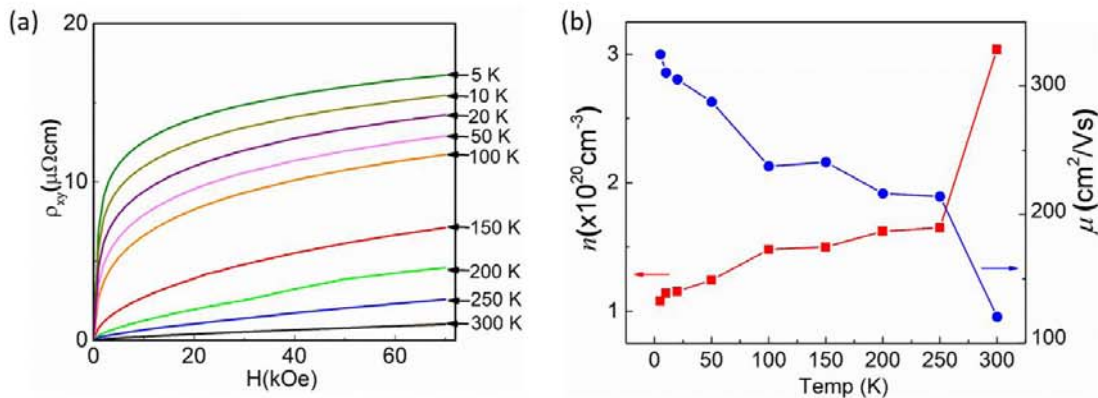 (a)
20
10
0
ρxy(μΩcm)
0
20
40
60
H(kOe)
5 K
10 K
20 K
50 K
100 K
150 K
200 K
250 K
300 K
(b)
3
2
1
n(x10²⁰cm⁻³)
0
50
100
150
200
250
300
Temp (K)
300
200
100
μ (cm²/Vs)